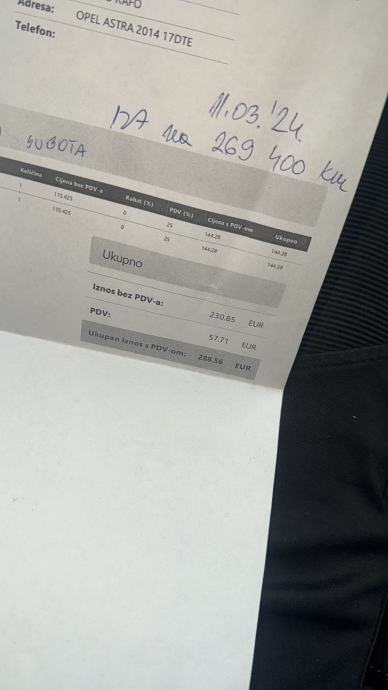 RAFO
Adresa: OPEL ASTRA 2014 17DTE
Telefon:
11.03.'24.
na 269 400 km
SUBOTA
Količina Cijena bez PDV-a Rabat (%) PDV (%) Cijena s PDV-om Ukupno
1 115.425 0 25 144.28 144.28
1 115.425 0 25 144.28 144.28
Ukupno
Iznos bez PDV-a: 230.85 EUR
PDV: 57.71 EUR
Ukupan iznos s PDV-om: 288.56 EUR